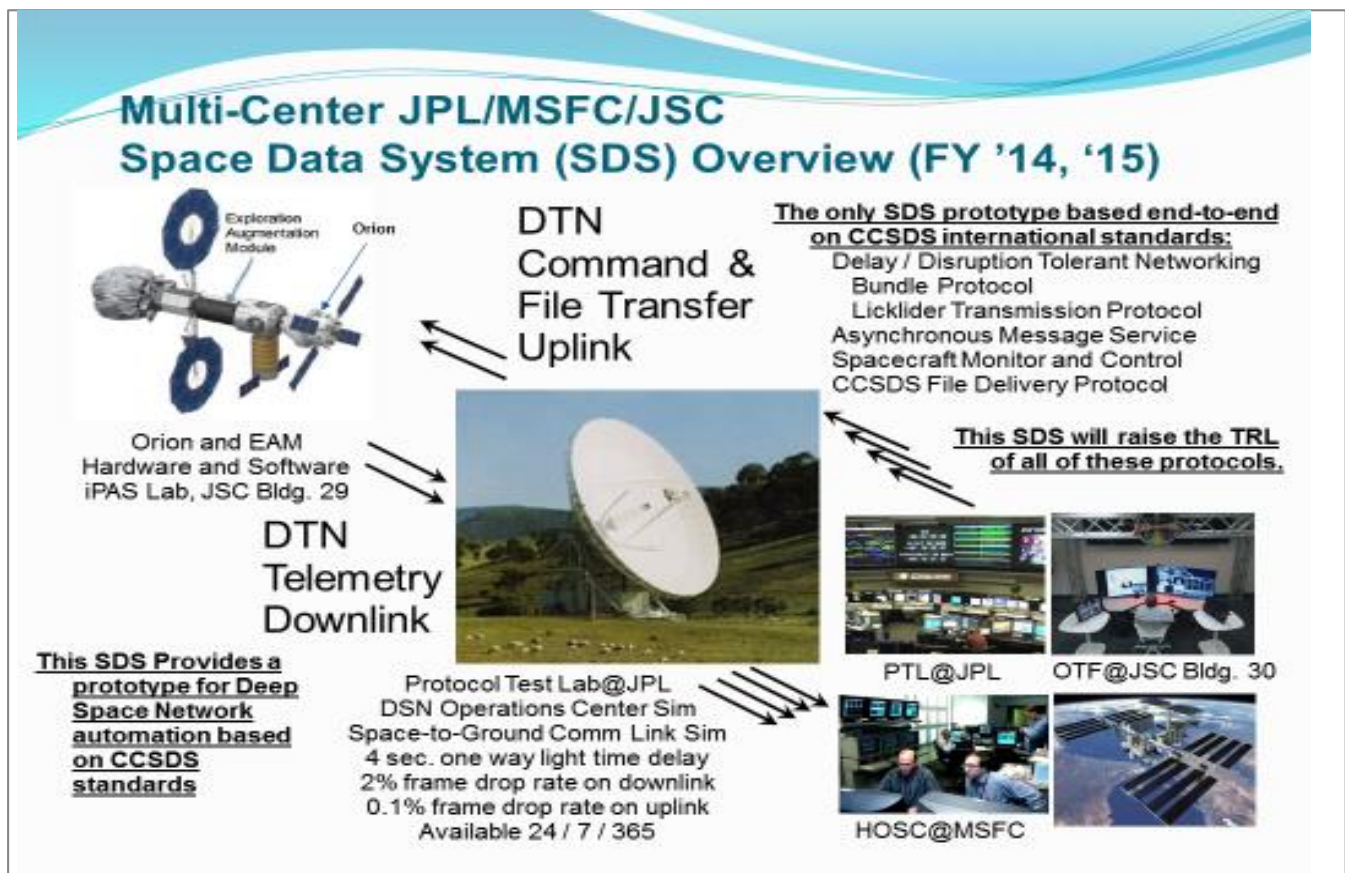 Multi-Center JPL/MSFC/JSC
Space Data System (SDS) Overview (FY '14, '15)
Exploration
Augmentation
Module
Orion
DTN
Command &
File Transfer
Uplink
The only SDS prototype based end-to-end
on CCSDS international standards:
Delay / Disruption Tolerant Networking
Bundle Protocol
Licklider Transmission Protocol
Asynchronous Message Service
Spacecraft Monitor and Control
CCSDS File Delivery Protocol
This SDS will raise the TRL
of all of these protocols.
Orion and EAM
Hardware and Software
iPAS Lab, JSC Bldg. 29
DTN
Telemetry
Downlink
This SDS Provides a
prototype for Deep
Space Network
automation based
on CCSDS
standards
Protocol Test Lab@JPL
DSN Operations Center Sim
Space-to-Ground Comm Link Sim
4 sec. one way light time delay
2% frame drop rate on downlink
0.1% frame drop rate on uplink
Available 24 / 7 / 365
PTL@JPL
OTF@JSC Bldg. 30
HOSC@MSFC